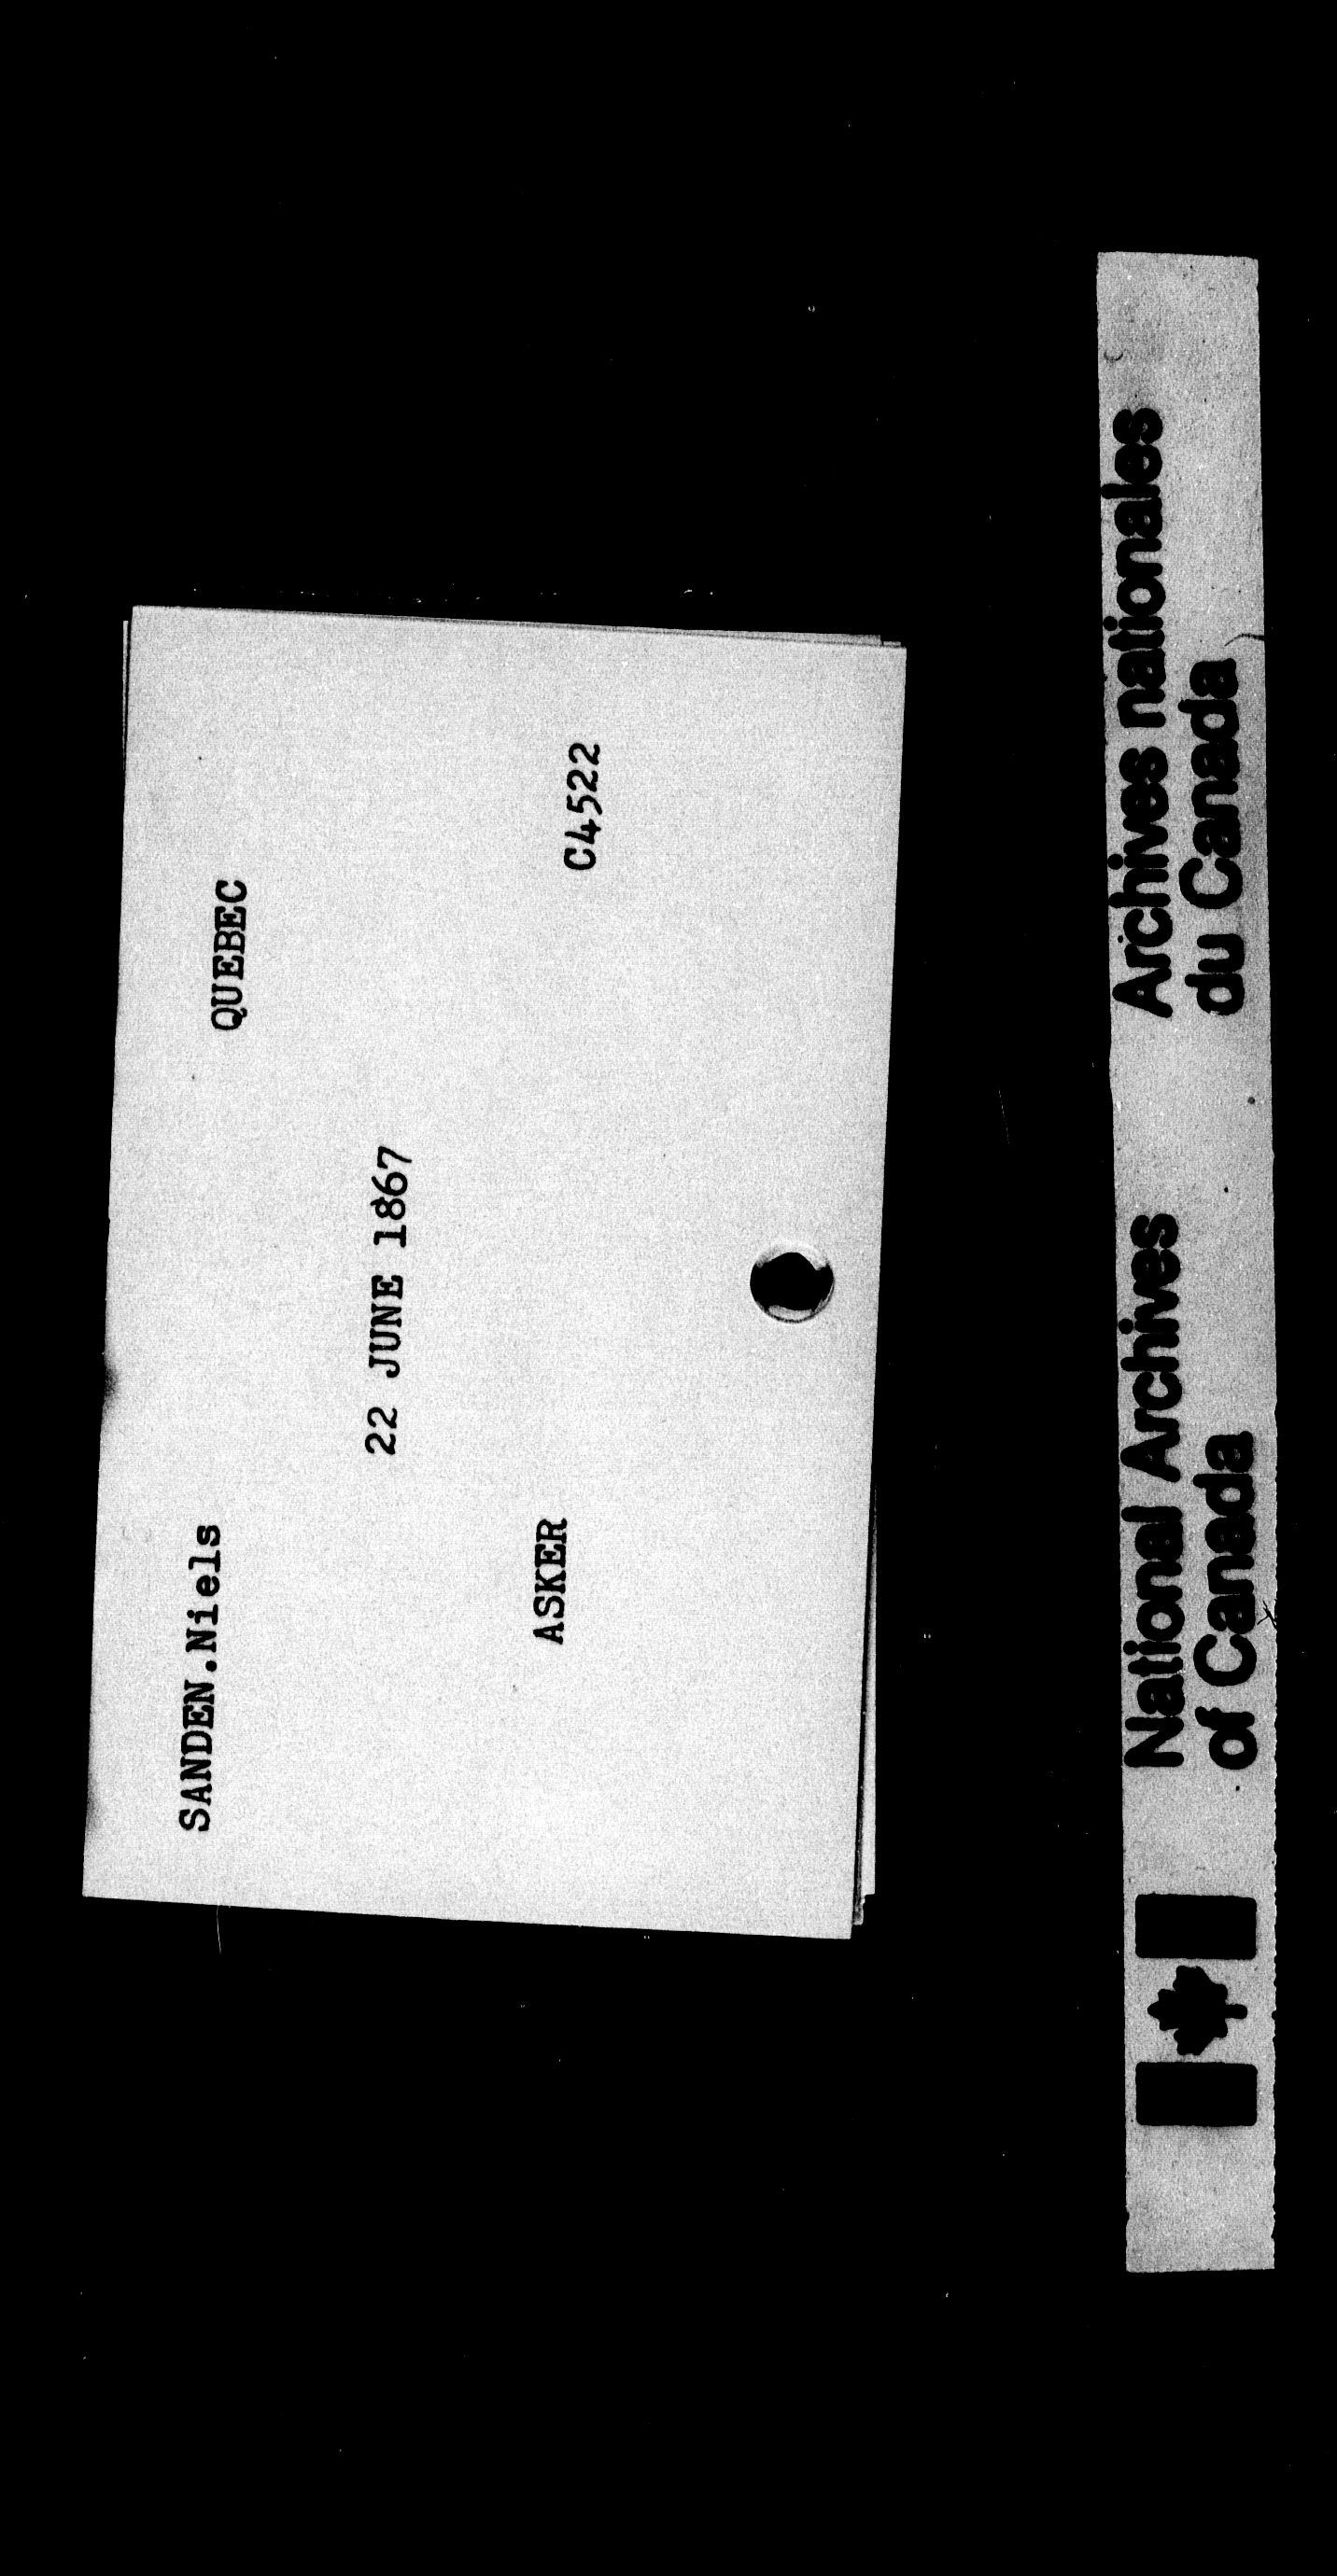 SANDEN.Niels QUEBEC
22 JUNE 1867
ASKER C4522
National Archives
of Canada
Archives nationales
du Canada